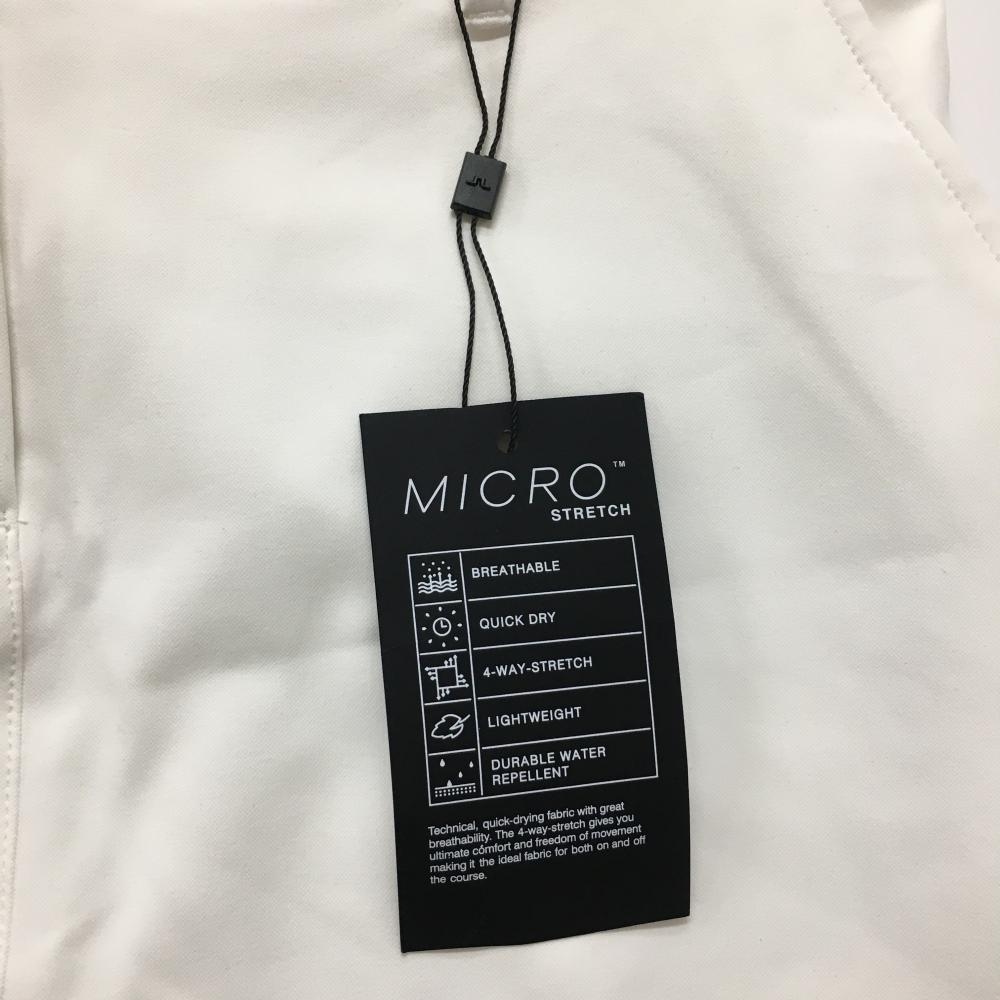 MICRO™
STRETCH
BREATHABLE
QUICK DRY
4-WAY-STRETCH
LIGHTWEIGHT
DURABLE WATER
REPELLENT
Technical, quick-drying fabric with great
breathability. The 4-way-stretch gives you
ultimate comfort and freedom of movement
making it the ideal fabric for both on and off
the course.